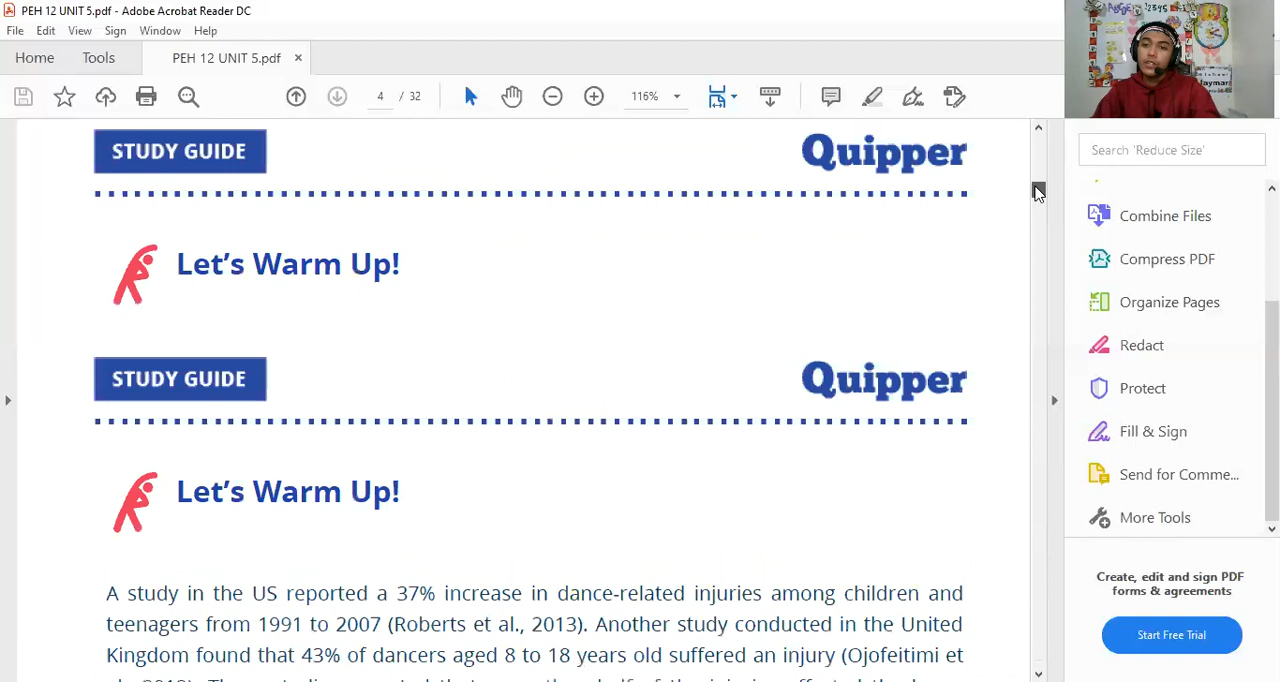 PEH 12 UNIT 5.pdf - Adobe Acrobat Reader DC
File Edit View Sign Window Help
Home Tools PEH 12 UNIT 5.pdf ×
4 / 32 116%
STUDY GUIDE Quipper
Let's Warm Up!
STUDY GUIDE Quipper
Let's Warm Up!
A study in the US reported a 37% increase in dance-related injuries among children and
teenagers from 1991 to 2007 (Roberts et al., 2013). Another study conducted in the United
Kingdom found that 43% of dancers aged 8 to 18 years old suffered an injury (Ojofeitimi et
Search 'Reduce Size'
Combine Files
Compress PDF
Organize Pages
Redact
Protect
Fill & Sign
Send for Comme...
More Tools
Create, edit and sign PDF
forms & agreements
Start Free Trial